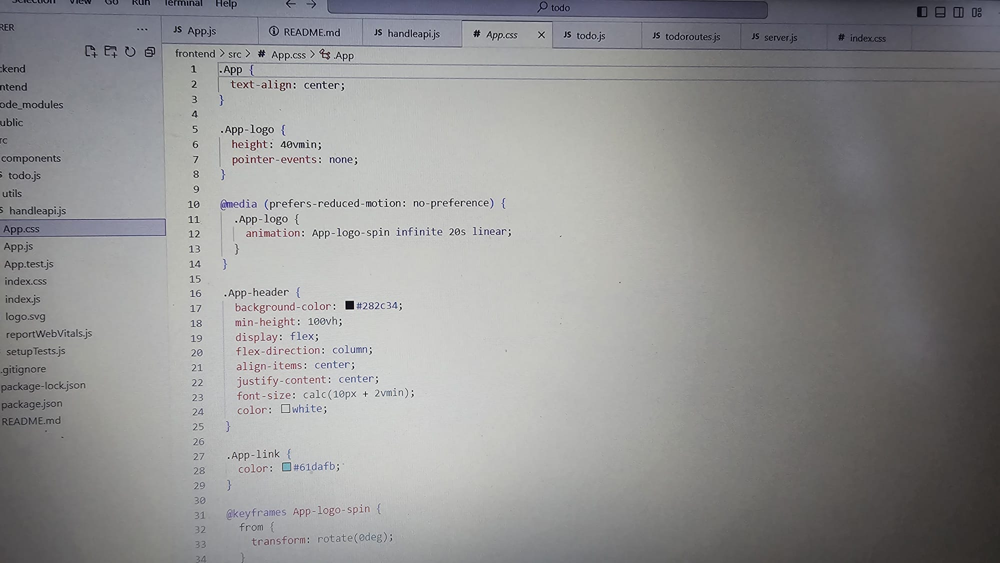 View Go Run Terminal Help
todo
JS App.js
README.md
JS handleapi.js
# App.css
JS todo.js
JS todoroutes.js
JS server.js
# index.css
frontend > src > # App.css > .App
ode_modules
components
todo.js
utils
handleapi.js
App.css
App.js
App.test.js
index.css
index.js
logo.svg
reportWebVitals.js
setupTests.js
.gitignore
package-lock.json
package.json
README.md
1 .App {
2 text-align: center;
3 }
4
5 .App-logo {
6 height: 40vmin;
7 pointer-events: none;
8 }
9
10 @media (prefers-reduced-motion: no-preference) {
11 .App-logo {
12 animation: App-logo-spin infinite 20s linear;
13 }
14 }
15
16 .App-header {
17 background-color: #282c34;
18 min-height: 100vh;
19 display: flex;
20 flex-direction: column;
21 align-items: center;
22 justify-content: center;
23 font-size: calc(10px + 2vmin);
24 color: white;
25 }
26
27 .App-link {
28 color: #61dafb;
29 }
30
31 @keyframes App-logo-spin {
32 from {
33 transform: rotate(0deg);
34 }